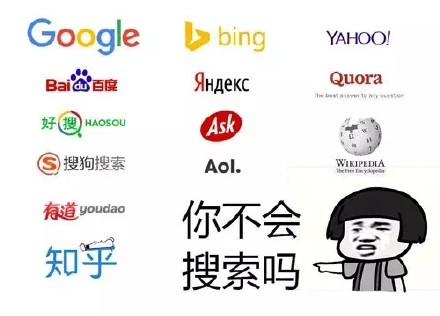 Google
bing
YAHOO!
Bai du 百度
Яндекс
Quora
The best answer to any question
好搜 HAOSOU
Ask
搜狗搜索
Aol.
WIKIPEDIA
The Free Encyclopedia
有道 youdao
知乎
你不会
搜索吗